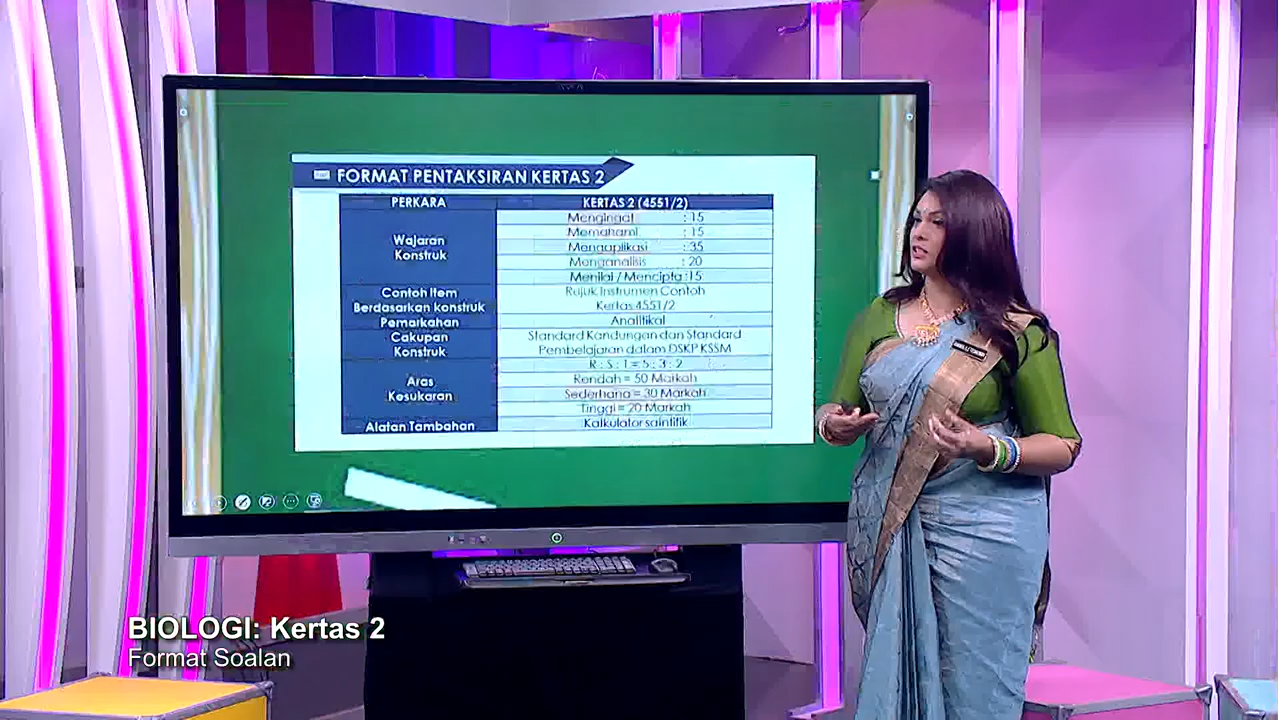 FORMAT PENTAKSIRAN KERTAS 2
PERKARA
KERTAS 2 (4551/2)
Wajaran
Konstruk
Mengingat : 15
Memahami : 15
Mengaplikasi : 35
Menganalisis : 20
Menilai / Mencipta :15
Contoh Item
Berdasarkan konstruk
Rujuk Instrumen Contoh
Kertas 4551/2
Pemarkahan
Analitikal
Cakupan
Konstruk
Standard Kandungan dan Standard
Pembelajaran dalam DSKP KSSM
Aras
Kesukaran
R : S : T = 5 : 3 : 2
Rendah = 50 Markah
Sederhana = 30 Markah
Tinggi = 20 Markah
Alatan Tambahan
Kalkulator saintifik
BIOLOGI: Kertas 2
Format Soalan